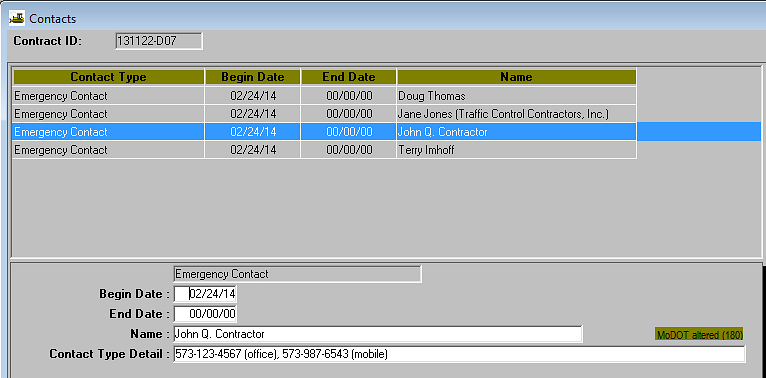 Contacts
Contract ID: 131122-D07
Contact Type Begin Date End Date Name
Emergency Contact 02/24/14 00/00/00 Doug Thomas
Emergency Contact 02/24/14 00/00/00 Jane Jones (Traffic Control Contractors, Inc.)
Emergency Contact 02/24/14 00/00/00 John Q. Contractor
Emergency Contact 02/24/14 00/00/00 Terry Imhoff
Emergency Contact
Begin Date : 02/24/14
End Date : 00/00/00
Name : John Q. Contractor MoDOT altered (180)
Contact Type Detail : 573-123-4567 (office), 573-987-6543 (mobile)